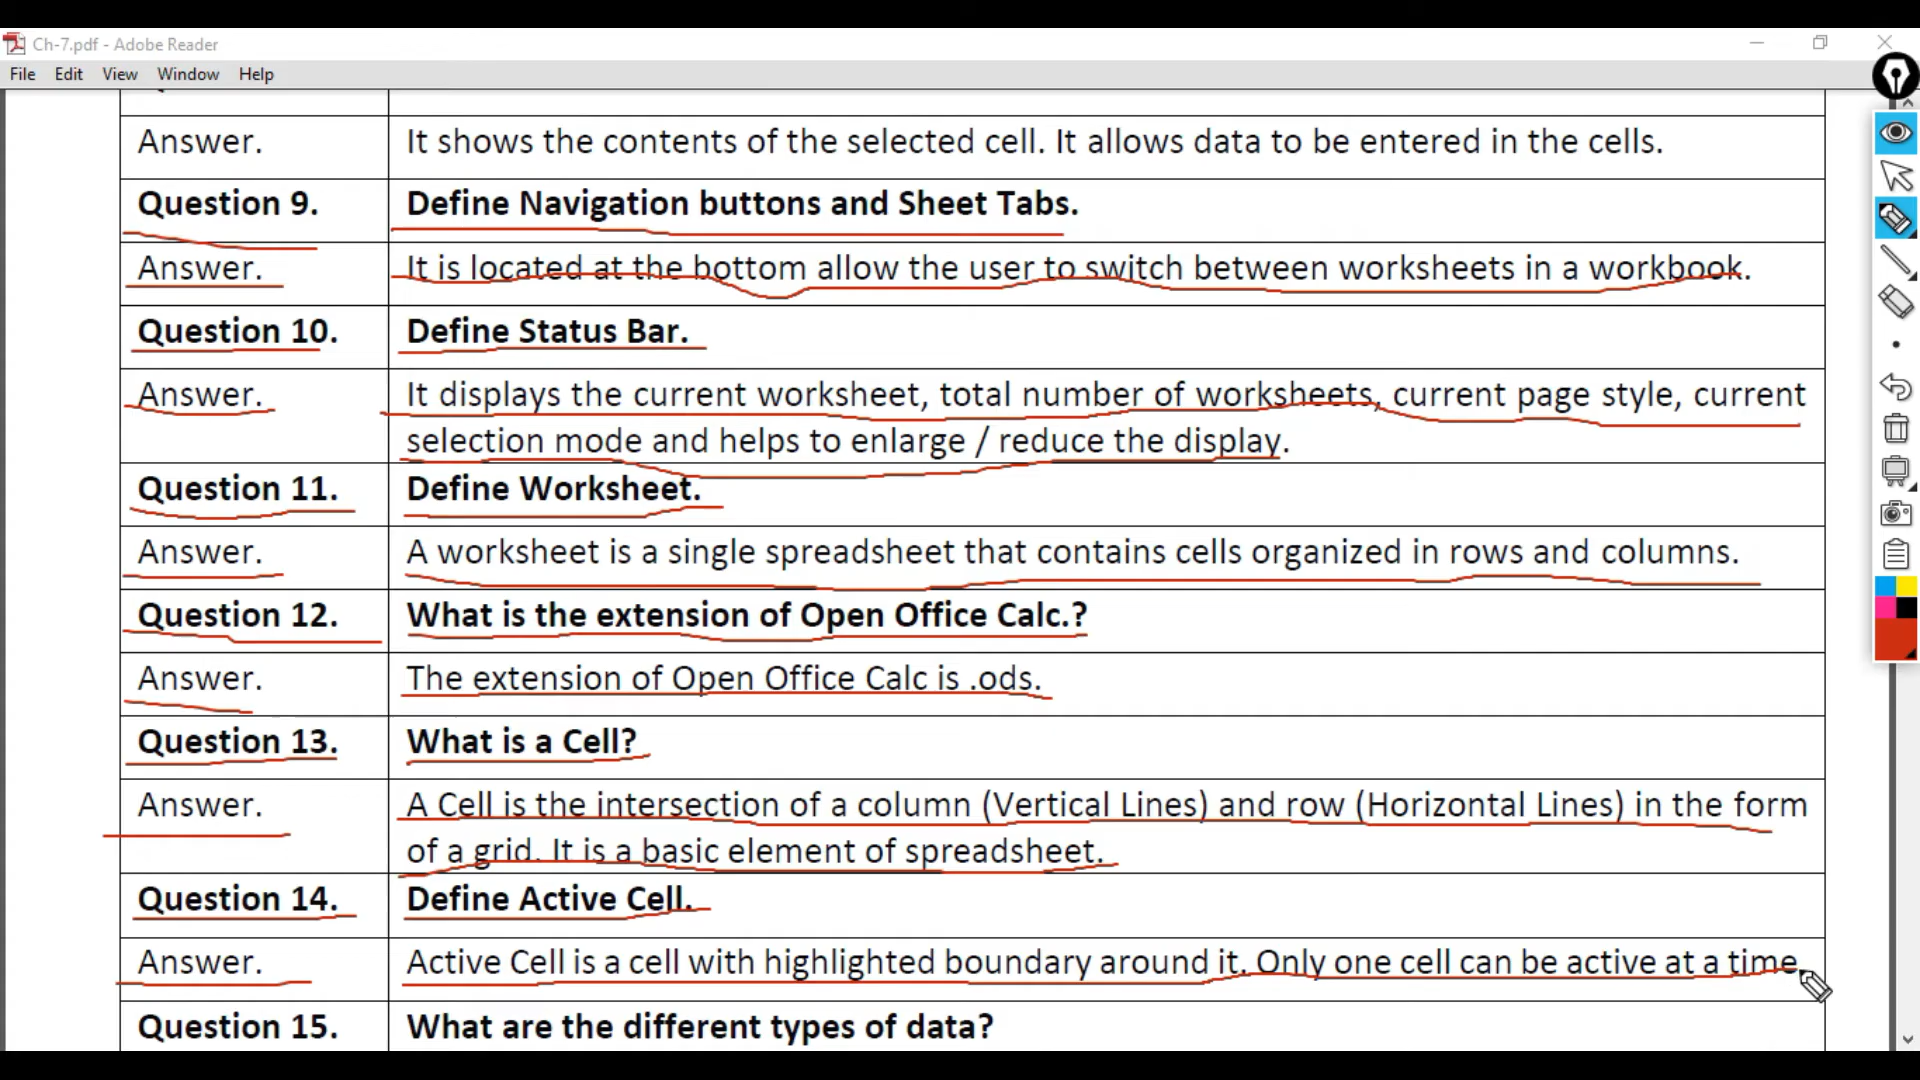 Ch-7.pdf - Adobe Reader
File Edit View Window Help
Answer. It shows the contents of the selected cell. It allows data to be entered in the cells.
Question 9. Define Navigation buttons and Sheet Tabs.
Answer. It is located at the bottom allow the user to switch between worksheets in a workbook.
Question 10. Define Status Bar.
Answer. It displays the current worksheet, total number of worksheets, current page style, current
selection mode and helps to enlarge / reduce the display.
Question 11. Define Worksheet.
Answer. A worksheet is a single spreadsheet that contains cells organized in rows and columns.
Question 12. What is the extension of Open Office Calc.?
Answer. The extension of Open Office Calc is .ods.
Question 13. What is a Cell?
Answer. A Cell is the intersection of a column (Vertical Lines) and row (Horizontal Lines) in the form
of a grid. It is a basic element of spreadsheet.
Question 14. Define Active Cell.
Answer. Active Cell is a cell with highlighted boundary around it. Only one cell can be active at a time.
Question 15. What are the different types of data?